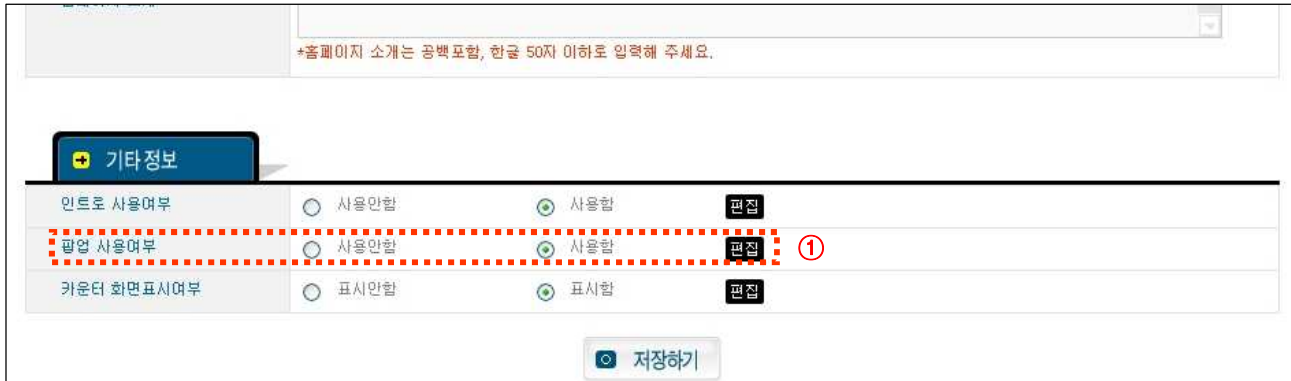 *홈페이지 소개는 공백포함, 한글 50자 이하로 입력해 주세요.
기타정보
인트로 사용여부 사용안함 사용함 편집
팝업 사용여부 사용안함 사용함 편집 ①
카운터 화면표시여부 표시안함 표시함 편집
저장하기